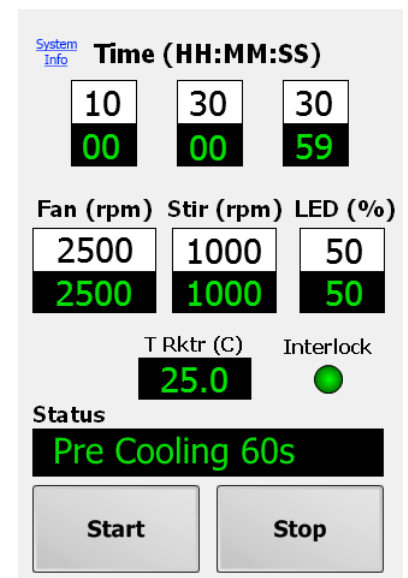 System Info Time (HH:MM:SS)
10 30 30
00 00 59
Fan (rpm) Stir (rpm) LED (%)
2500 1000 50
2500 1000 50
T Rktr (C) Interlock
25.0
Status
Pre Cooling 60s
Start Stop